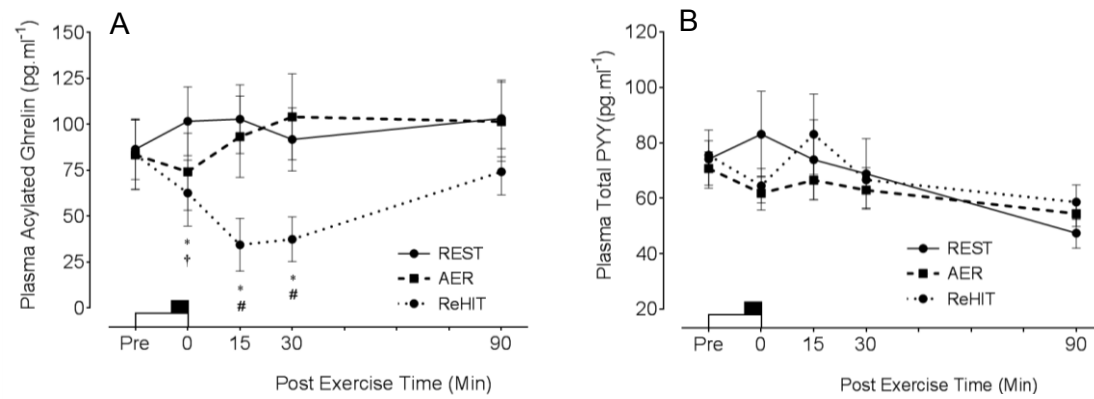 A
Plasma Acylated Ghrelin (pg.ml⁻¹)
150
125
100
75
50
25
0
*
†
*
#
*
#
REST
AER
ReHIT
Pre 0 15 30 90
Post Exercise Time (Min)
B
Plasma Total PYY(pg.ml⁻¹)
120
100
80
60
40
20
REST
AER
ReHIT
Pre 0 15 30 90
Post Exercise Time (Min)